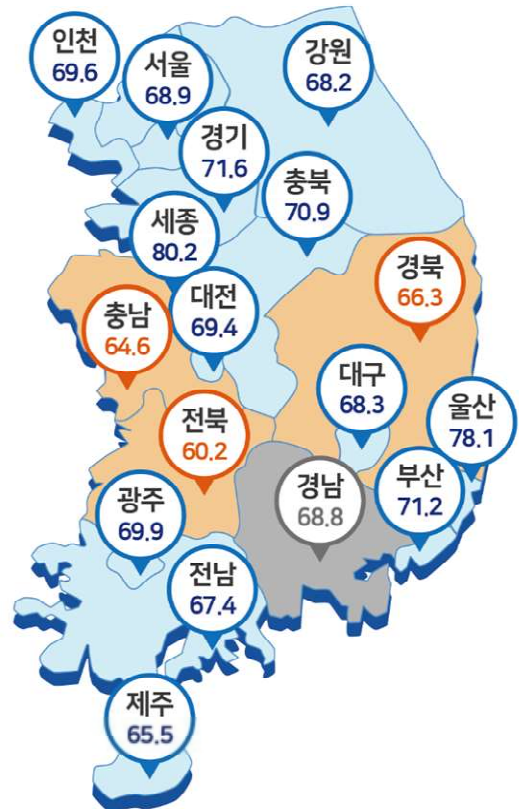 인천
69.6
서울
68.9
강원
68.2
경기
71.6
충북
70.9
세종
80.2
경북
66.3
대전
69.4
충남
64.6
대구
68.3
울산
78.1
전북
60.2
경남
68.8
부산
71.2
광주
69.9
전남
67.4
제주
65.5